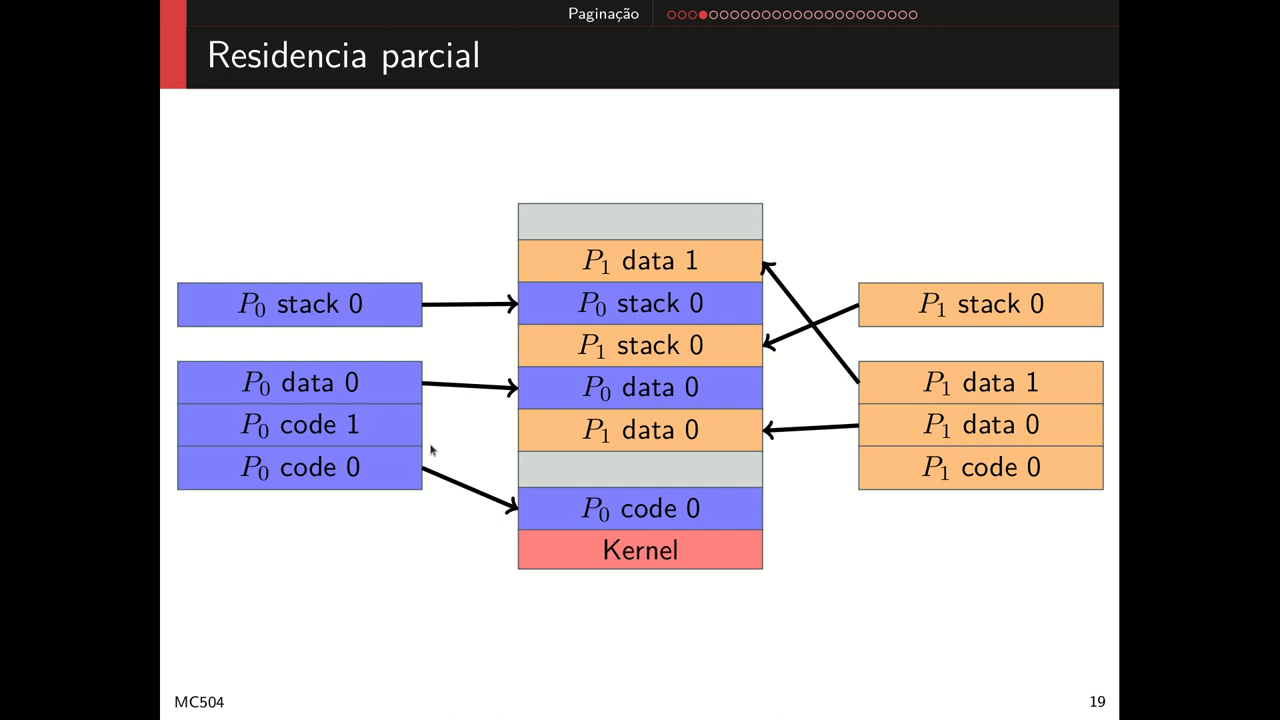 Paginação
Residencia parcial
P₀ stack 0
P₀ data 0
P₀ code 1
P₀ code 0
P₁ data 1
P₀ stack 0
P₁ stack 0
P₀ data 0
P₁ data 0
P₀ code 0
Kernel
P₁ stack 0
P₁ data 1
P₁ data 0
P₁ code 0
MC504
19